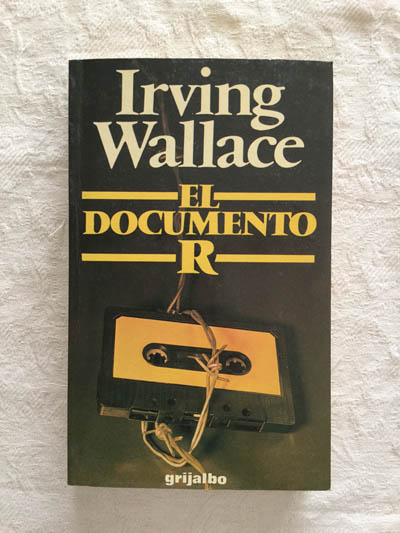 Irving
Wallace
EL
DOCUMENTO
R
grijalbo